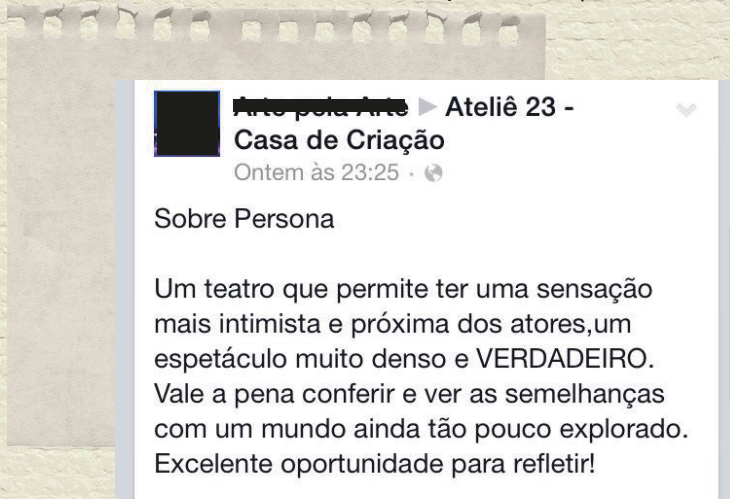 Ateliê 23 -
Casa de Criação
Ontem às 23:25 ·
Sobre Persona
Um teatro que permite ter uma sensação
mais intimista e próxima dos atores,um
espetáculo muito denso e VERDADEIRO.
Vale a pena conferir e ver as semelhanças
com um mundo ainda tão pouco explorado.
Excelente oportunidade para refletir!